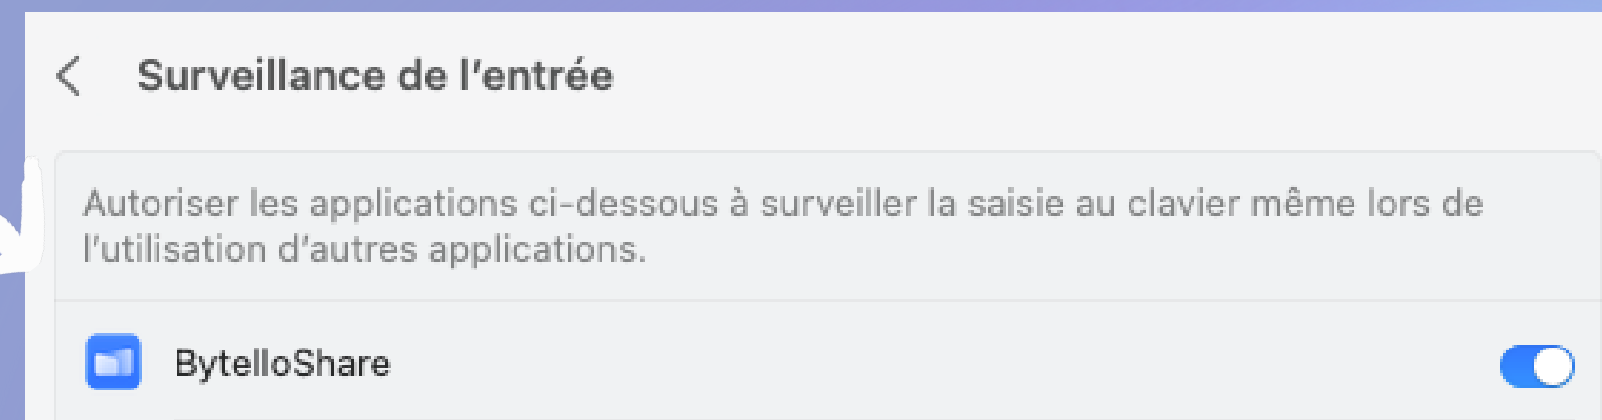 Surveillance de l'entrée
Autoriser les applications ci-dessous à surveiller la saisie au clavier même lors de
l'utilisation d'autres applications.
BytelloShare